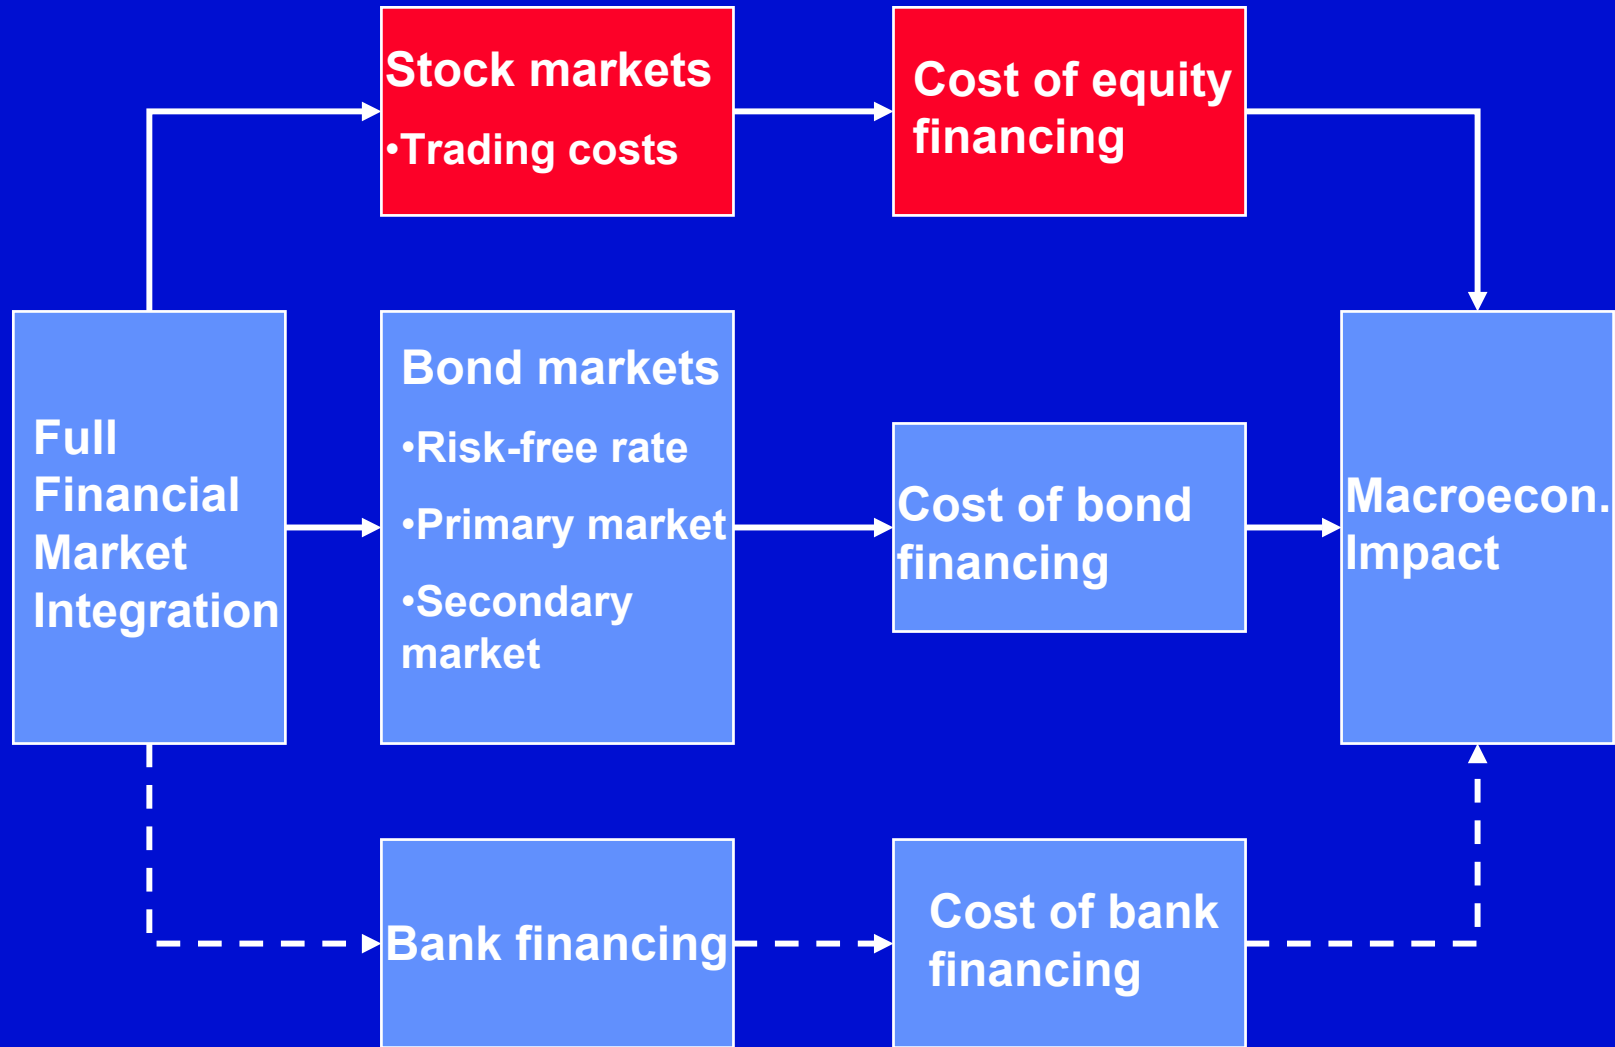 Stock markets
•Trading costs
Cost of equity
financing
Full
Financial
Market
Integration
Bond markets
•Risk-free rate
•Primary market
•Secondary
market
Cost of bond
financing
Macroecon.
Impact
Bank financing
Cost of bank
financing